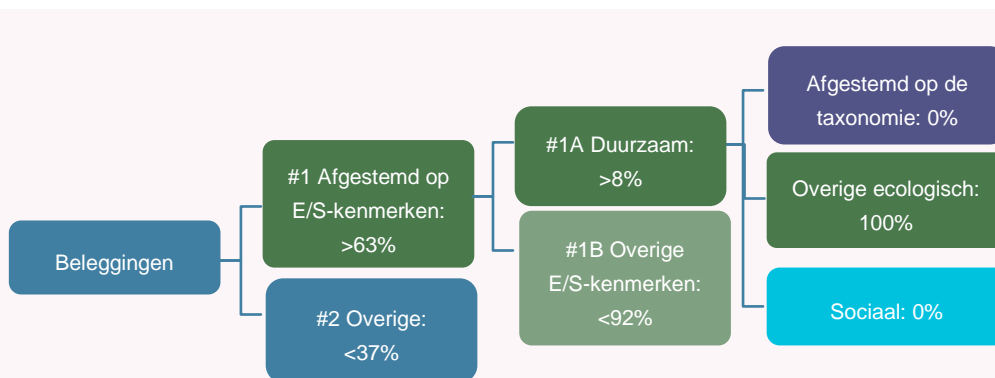 Beleggingen
#1 Afgestemd op
E/S-kenmerken:
>63%
#2 Overige:
<37%
#1A Duurzaam:
>8%
#1B Overige
E/S-kenmerken:
<92%
Afgestemd op de
taxonomie: 0%
Overige ecologisch:
100%
Sociaal: 0%